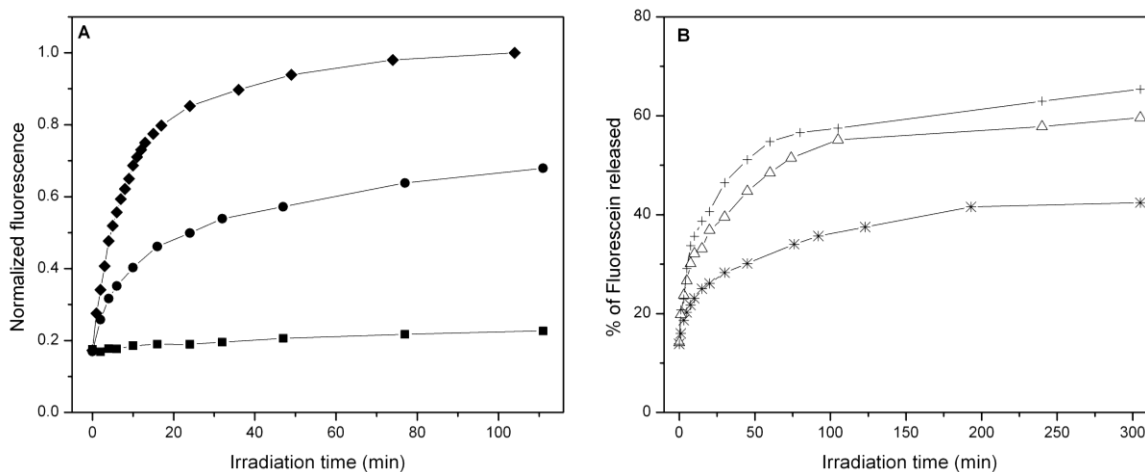 A
Normalized fluorescence
1.0
0.8
0.6
0.4
0.2
0.0
0 20 40 60 80 100
Irradiation time (min)
B
% of Fluorescein released
80
60
40
20
0
0 50 100 150 200 250 300
Irradiation time (min)